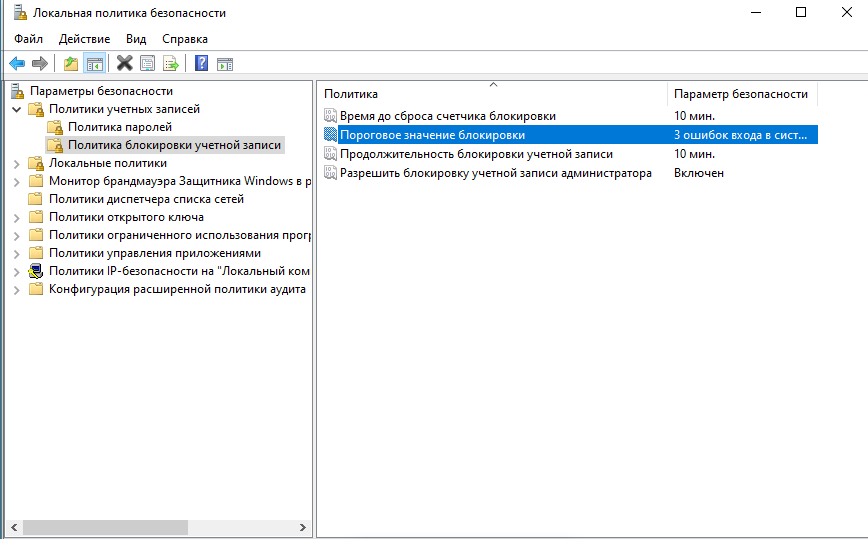 Локальная политика безопасности
Файл Действие Вид Справка
Параметры безопасности
Политики учетных записей
Политика паролей
Политика блокировки учетной записи
Локальные политики
Монитор брандмауэра Защитника Windows в р
Политики диспетчера списка сетей
Политики открытого ключа
Политики ограниченного использования прог
Политики управления приложениями
Политики IP-безопасности на "Локальный ком
Конфигурация расширенной политики аудита
Политика Параметр безопасности
Время до сброса счетчика блокировки 10 мин.
Пороговое значение блокировки 3 ошибок входа в сист...
Продолжительность блокировки учетной записи 10 мин.
Разрешить блокировку учетной записи администратора Включен